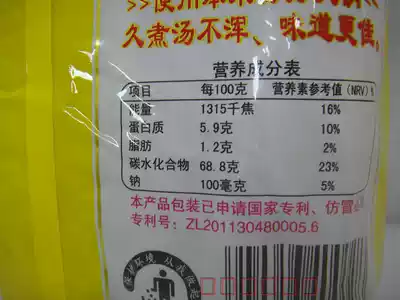 久煮汤不浑、味道更佳。
营养成分表
项目 每100克 营养素参考值(NRV)%
能量 1315千焦 16%
蛋白质 5.9克 10%
脂肪 1.2克 2%
碳水化合物 68.8克 23%
钠 100毫克 5%
本产品包装已申请国家专利、仿冒
专利号：ZL201130480005.6